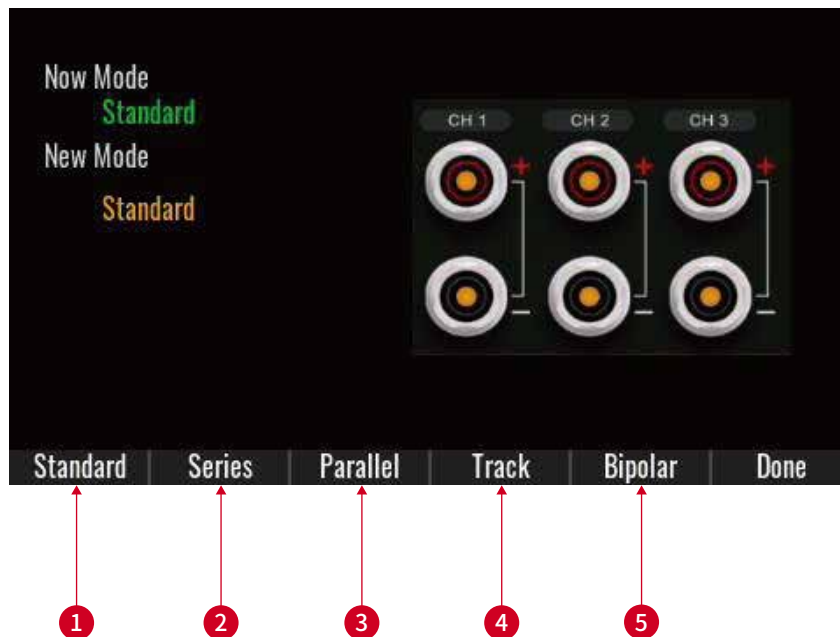 Now Mode
Standard
New Mode
Standard
CH 1 CH 2 CH 3
+ + +
- - -
Standard Series Parallel Track Bipolar Done
1 2 3 4 5